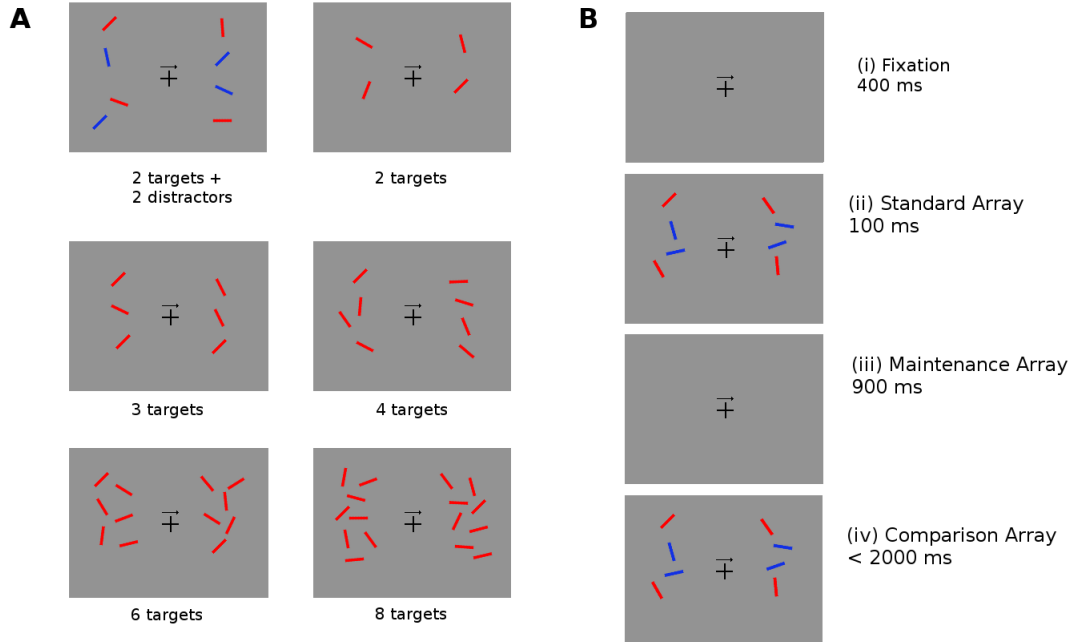 A
B
2 targets +
2 distractors
2 targets
3 targets
4 targets
6 targets
8 targets
(i) Fixation
400 ms
(ii) Standard Array
100 ms
(iii) Maintenance Array
900 ms
(iv) Comparison Array
< 2000 ms